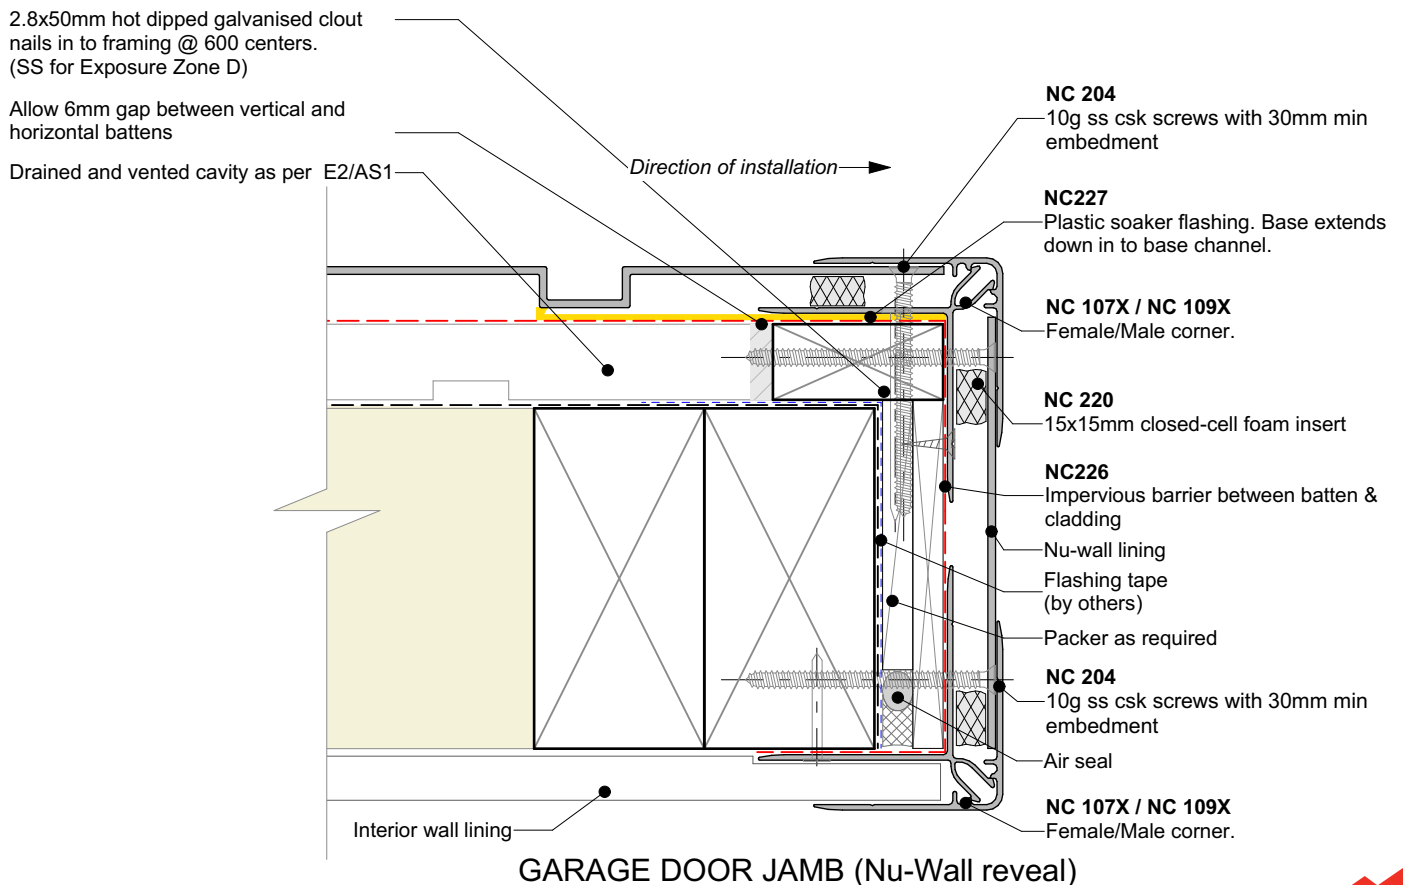 2.8x50mm hot dipped galvanised clout
nails in to framing @ 600 centers.
(SS for Exposure Zone D)
Allow 6mm gap between vertical and
horizontal battens
Drained and vented cavity as per E2/AS1
Direction of installation
NC 204
10g ss csk screws with 30mm min
embedment
NC227
Plastic soaker flashing. Base extends
down in to base channel.
NC 107X / NC 109X
Female/Male corner.
NC 220
15x15mm closed-cell foam insert
NC226
Impervious barrier between batten &
cladding
Nu-wall lining
Flashing tape
(by others)
Packer as required
NC 204
10g ss csk screws with 30mm min
embedment
Air seal
NC 107X / NC 109X
Female/Male corner.
Interior wall lining
GARAGE DOOR JAMB (Nu-Wall reveal)